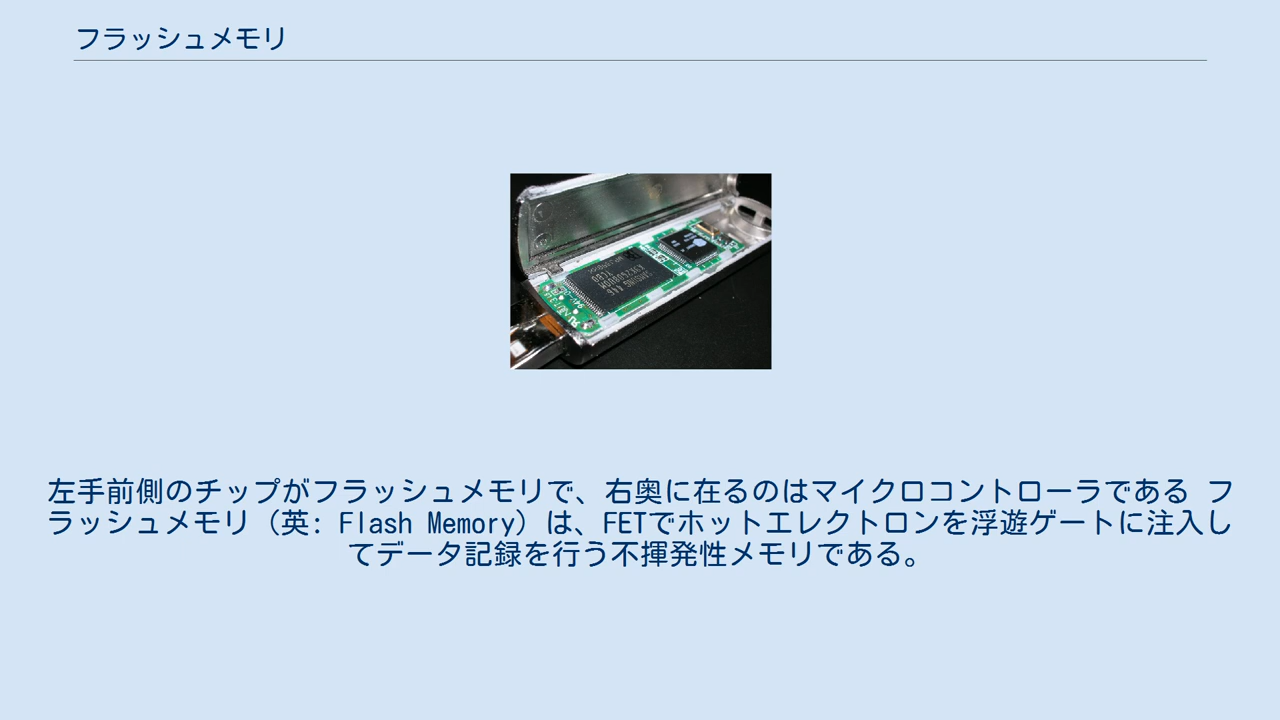 フラッシュメモリ
SAMSUNG 446
左手前側のチップがフラッシュメモリで、右奥に在るのはマイクロコントローラである フ
ラッシュメモリ（英: Flash Memory）は、FETでホットエレクトロンを浮遊ゲートに注入し
てデータ記録を行う不揮発性メモリである。